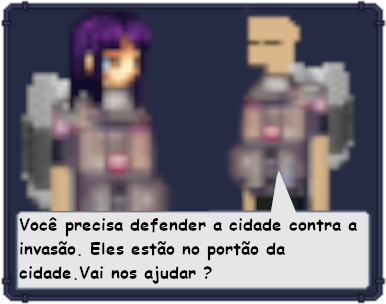 Você precisa defender a cidade contra a
invasão. Eles estão no portão da
cidade.Vai nos ajudar ?